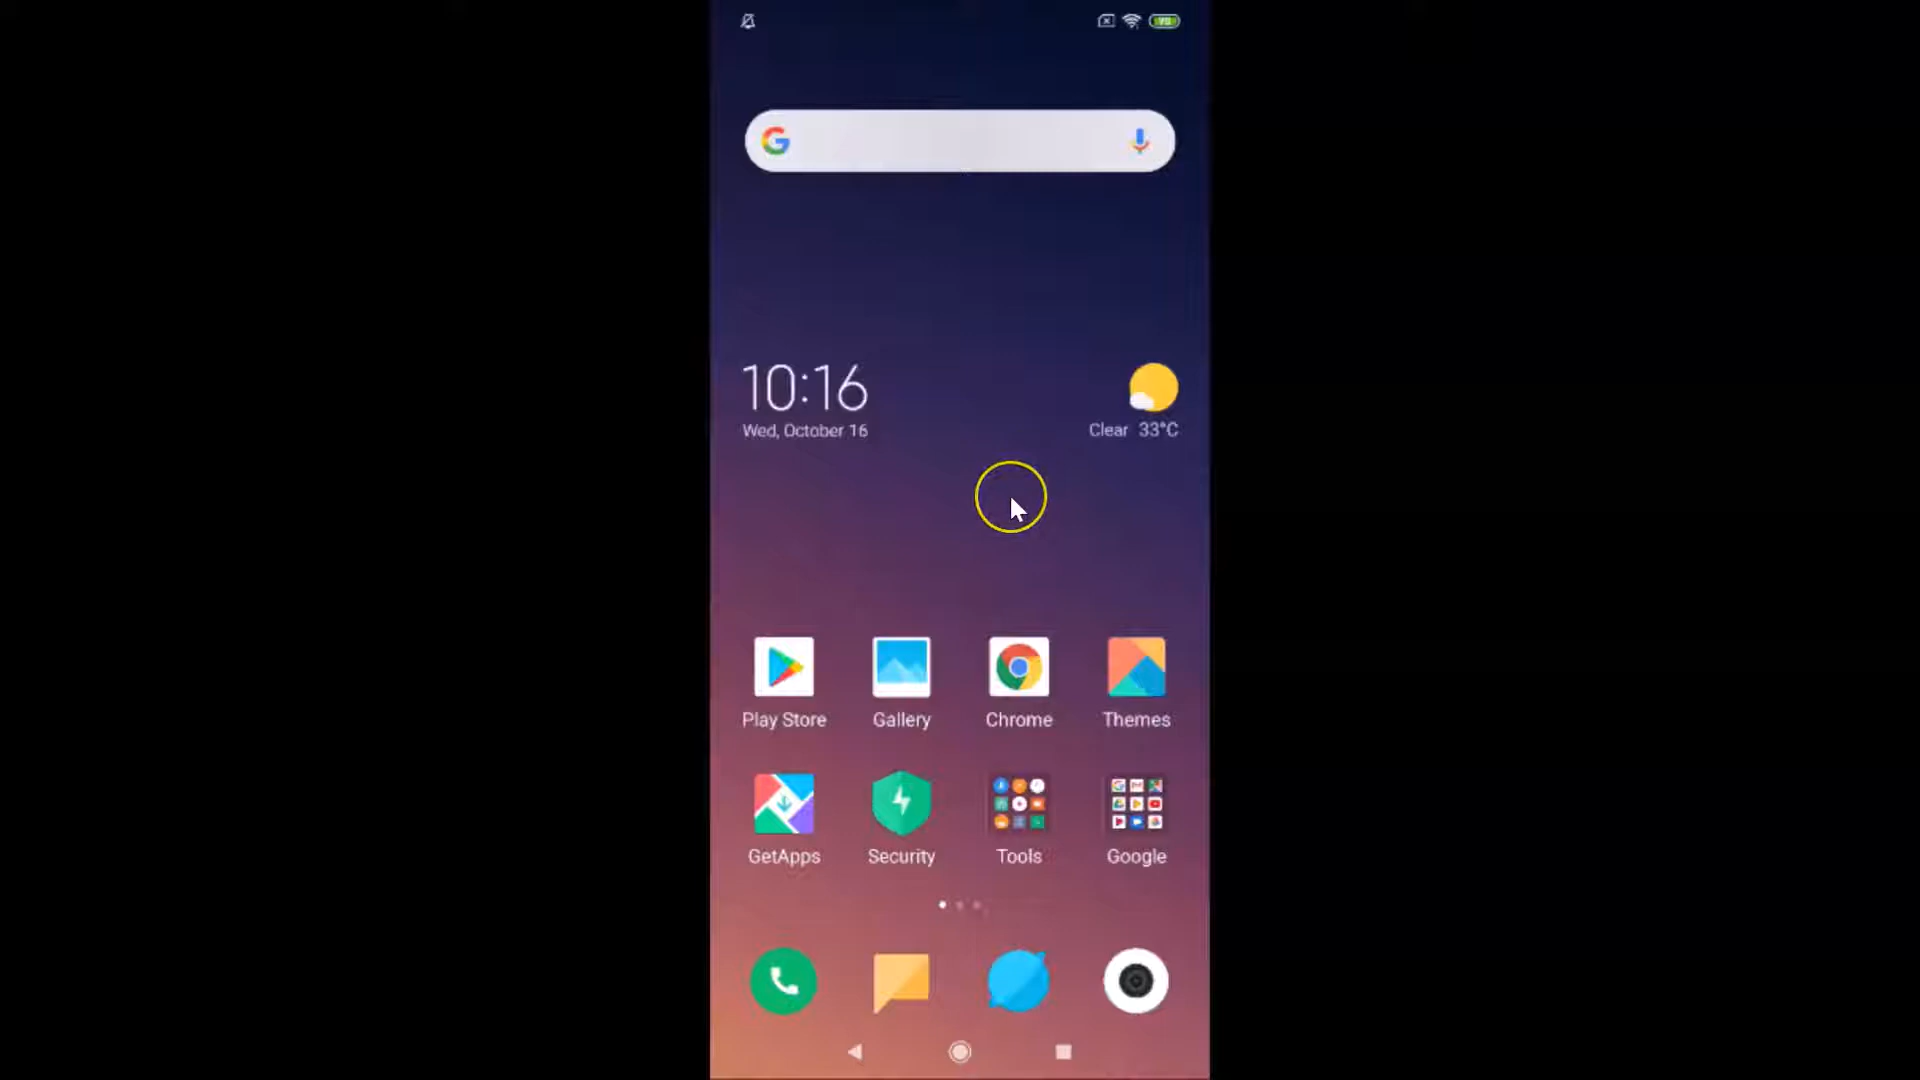 10:16
Wed, October 16
Clear 33°C
Play Store
Gallery
Chrome
Themes
GetApps
Security
Tools
Google